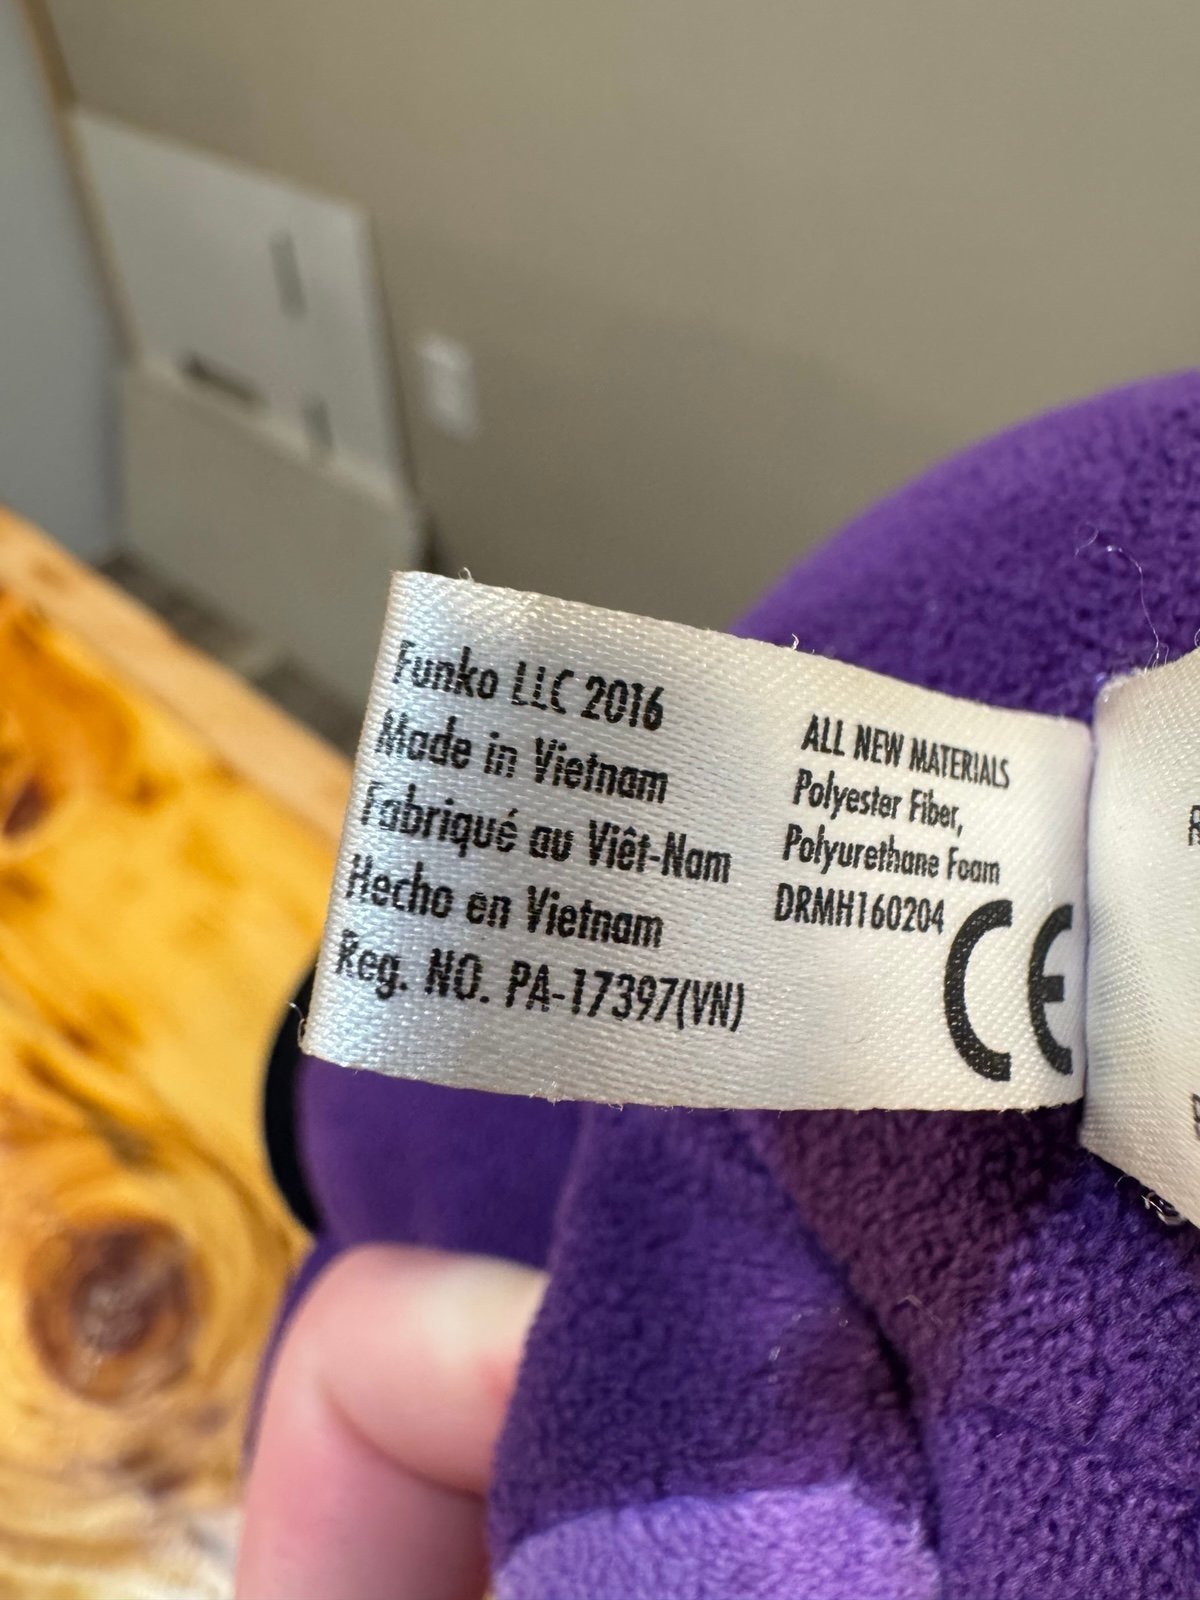 Funko LLC 2016
Made in Vietnam
Fabriqué au Viêt-Nam
Hecho en Vietnam
Reg. NO. PA-17397(VN)
ALL NEW MATERIALS
Polyester Fiber,
Polyurethane Foam
DRMH160204
CE